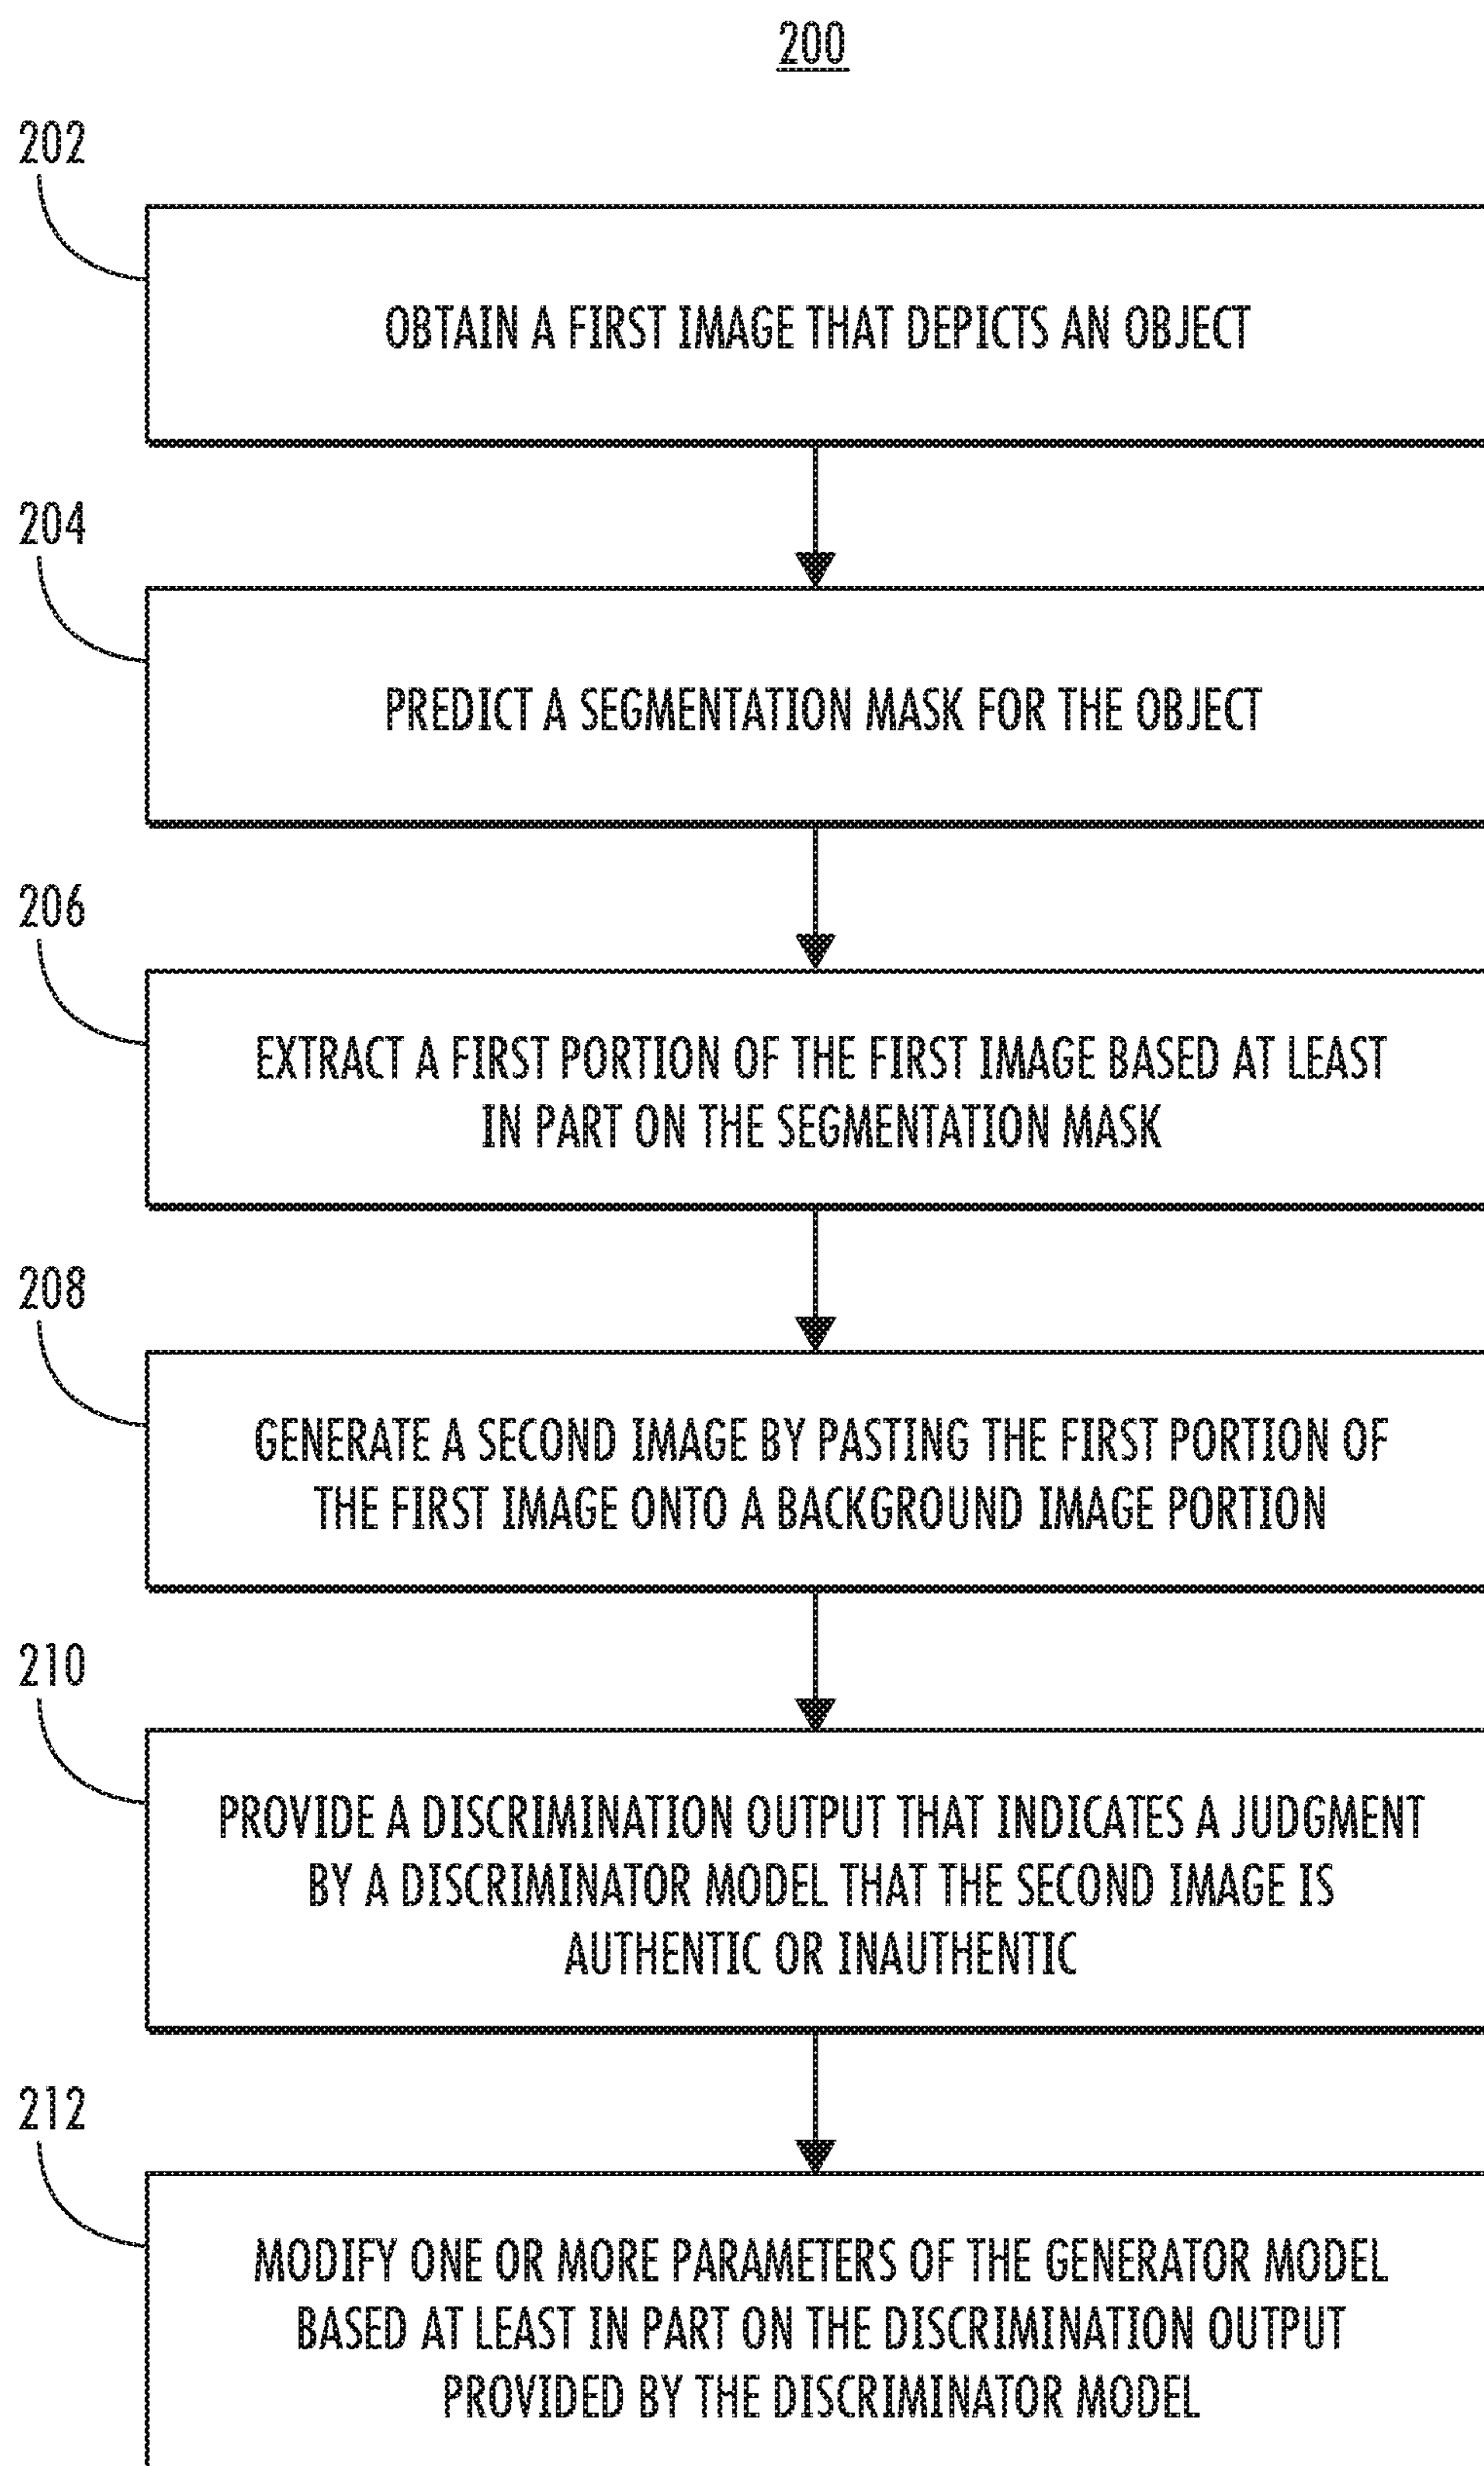 200
202
OBTAIN A FIRST IMAGE THAT DEPICTS AN OBJECT
204
PREDICT A SEGMENTATION MASK FOR THE OBJECT
206
EXTRACT A FIRST PORTION OF THE FIRST IMAGE BASED AT LEAST
IN PART ON THE SEGMENTATION MASK
208
GENERATE A SECOND IMAGE BY PASTING THE FIRST PORTION OF
THE FIRST IMAGE ONTO A BACKGROUND IMAGE PORTION
210
PROVIDE A DISCRIMINATION OUTPUT THAT INDICATES A JUDGMENT
BY A DISCRIMINATOR MODEL THAT THE SECOND IMAGE IS
AUTHENTIC OR INAUTHENTIC
212
MODIFY ONE OR MORE PARAMETERS OF THE GENERATOR MODEL
BASED AT LEAST IN PART ON THE DISCRIMINATION OUTPUT
PROVIDED BY THE DISCRIMINATOR MODEL